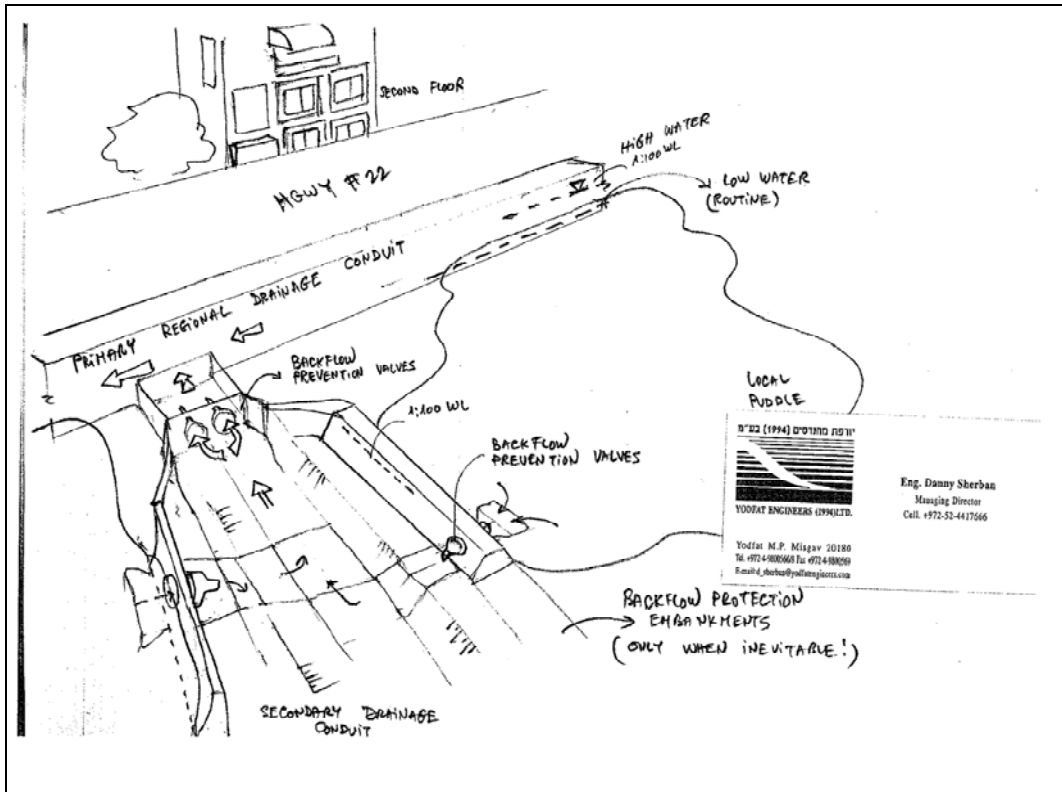 SECOND FLOOR
HGWY #22
HIGH WATER
1:100 WL
LOW WATER
(ROUTINE)
PRIMARY REGIONAL DRAINAGE CONDUIT
BACKFLOW
PREVENTION VALVES
1:100 WL
BACKFLOW
PREVENTION VALVES
LOCAL
PUDDLE
יודפת מהנדסים (1994) בע"מ
YODFAT ENGINEERS (1994)LTD.
Eng. Danny Sherban
Managing Director
Cell. +972-52-4417666
Yodfat M.P. Misgav 20180
BACKFLOW PROTECTION
EMBANKMENTS
(ONLY WHEN INEVITABLE!)
SECONDARY DRAINAGE
CONDUIT